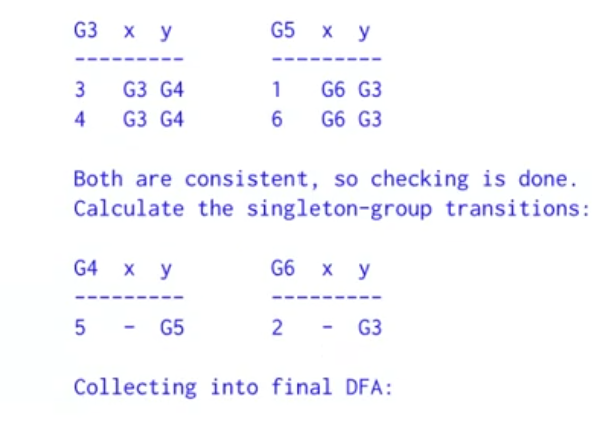 G3 x y G5 x y
--------- ---------
3 G3 G4 1 G6 G3
4 G3 G4 6 G6 G3
Both are consistent, so checking is done.
Calculate the singleton-group transitions:
G4 x y G6 x y
--------- ---------
5 - G5 2 - G3
Collecting into final DFA: